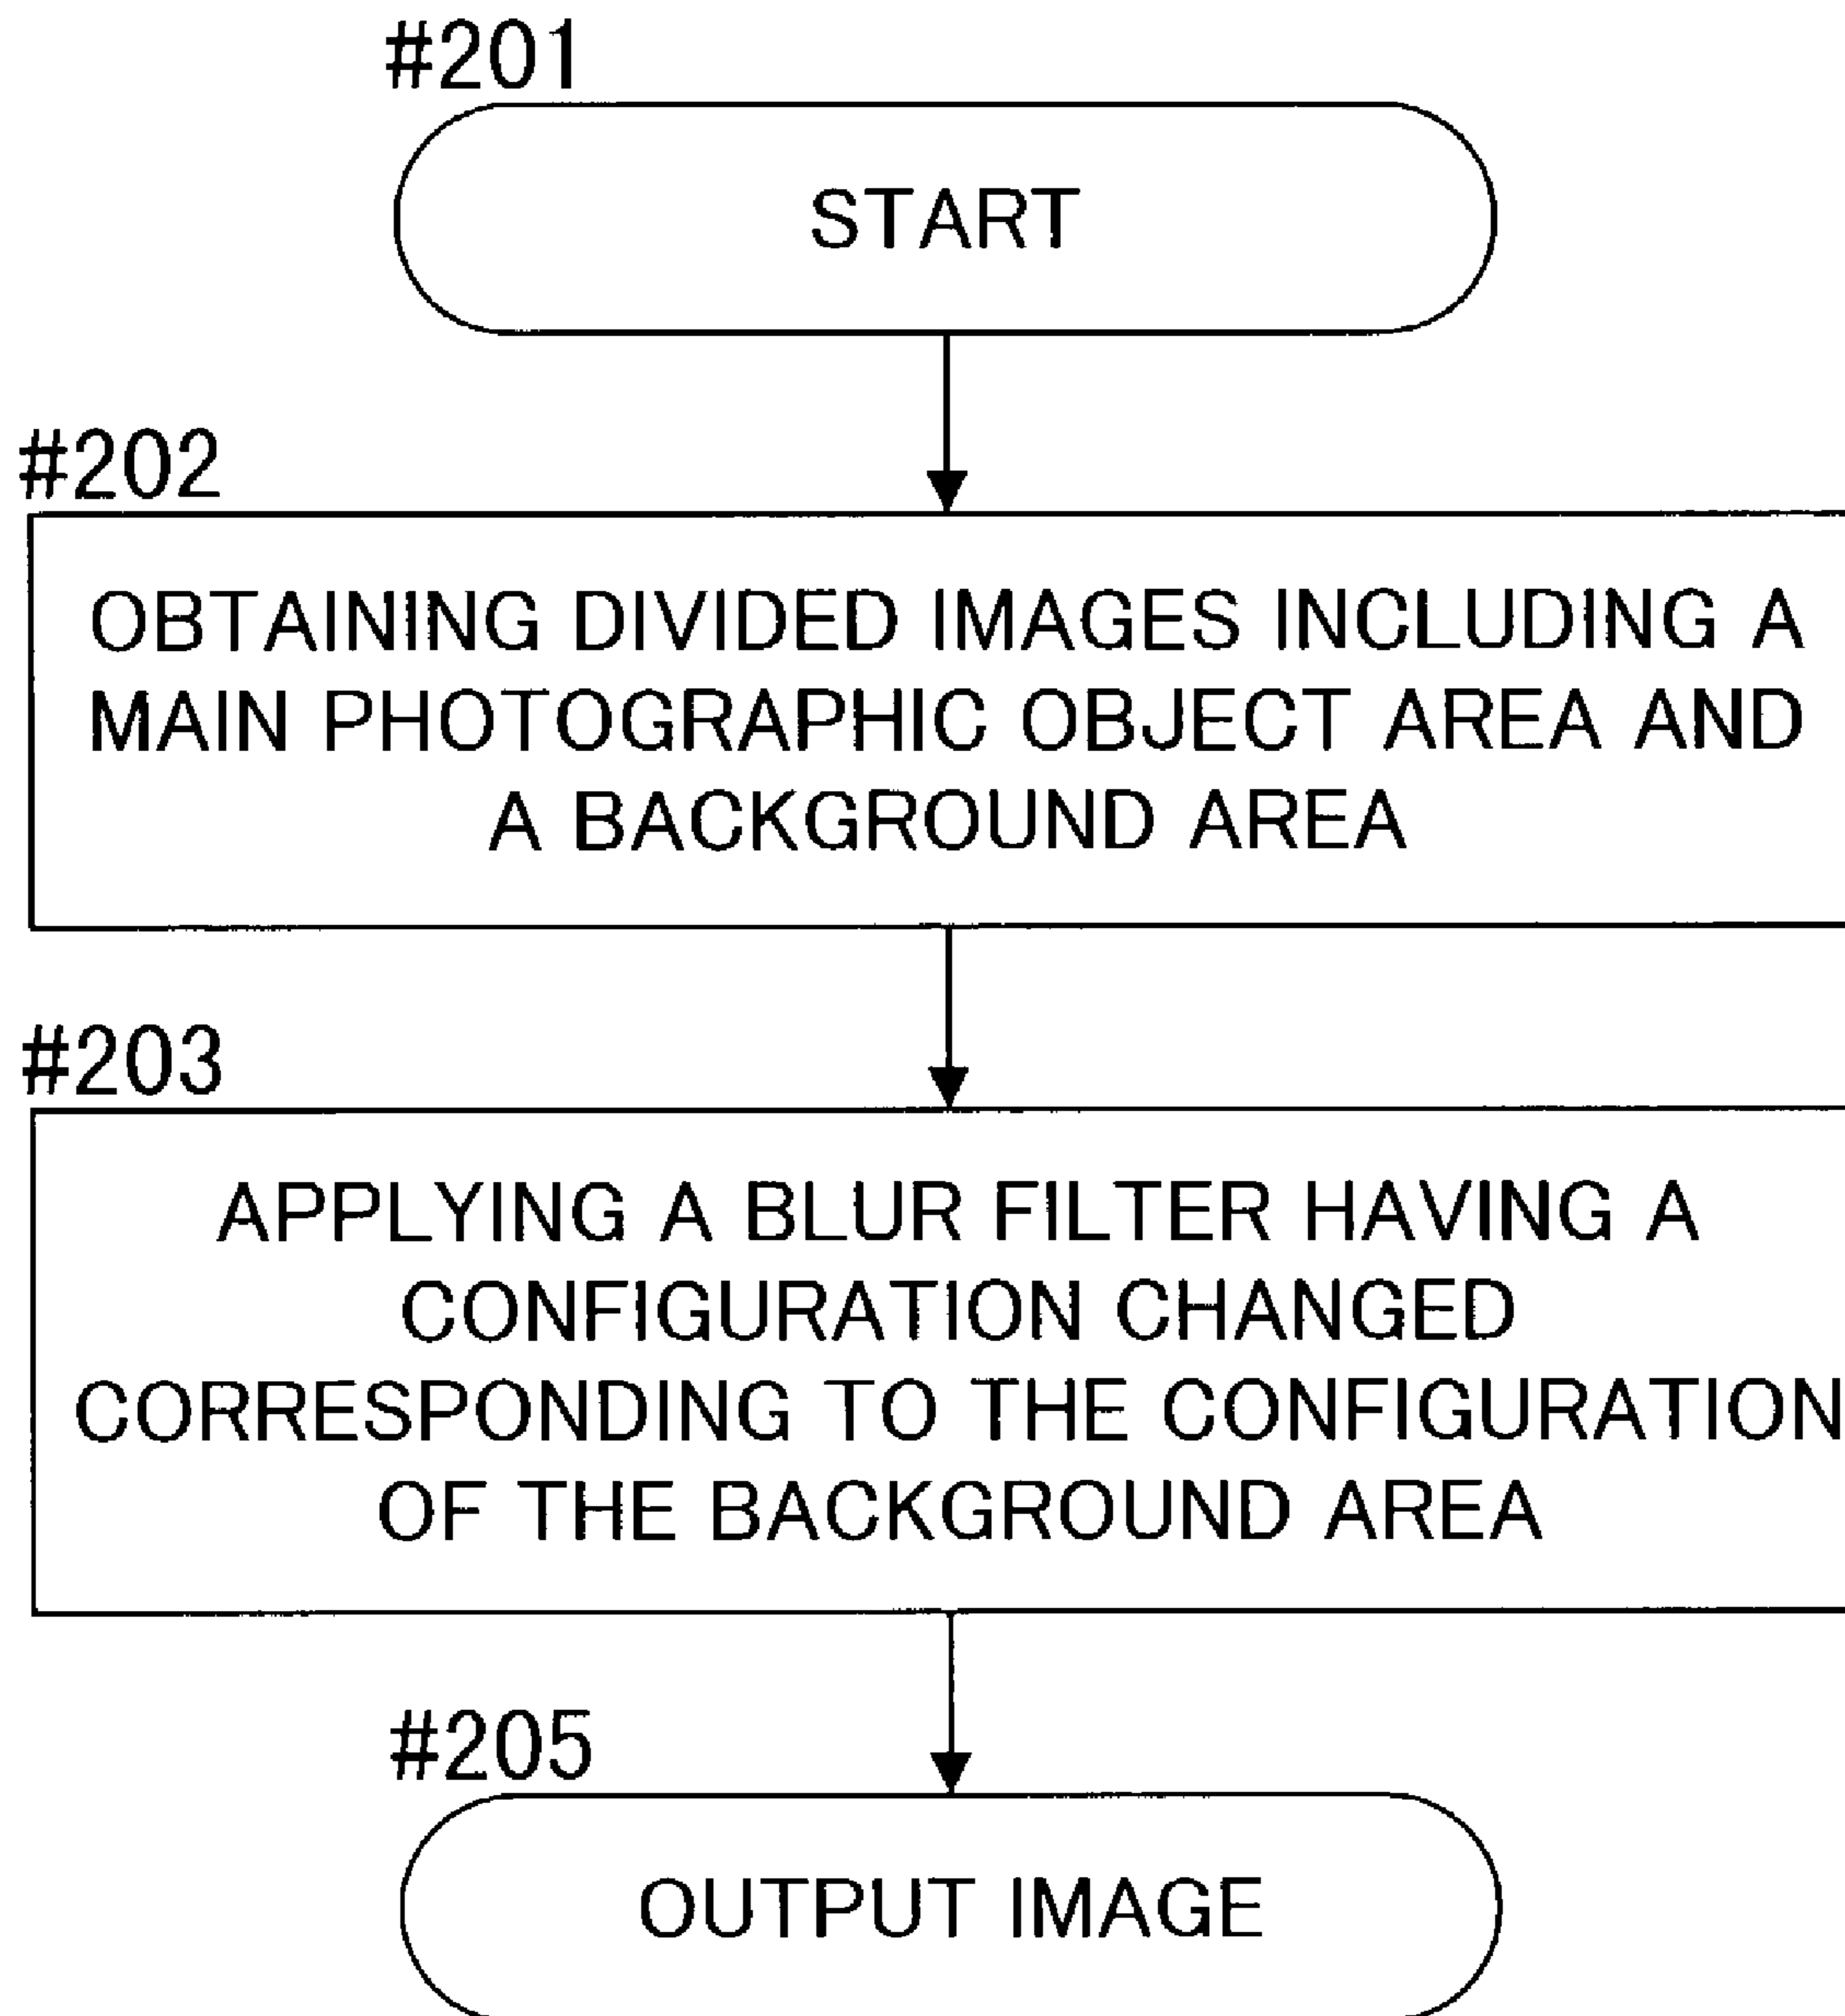 #201
START
#202
OBTAINING DIVIDED IMAGES INCLUDING A
MAIN PHOTOGRAPHIC OBJECT AREA AND
A BACKGROUND AREA
#203
APPLYING A BLUR FILTER HAVING A
CONFIGURATION CHANGED
CORRESPONDING TO THE CONFIGURATION
OF THE BACKGROUND AREA
#205
OUTPUT IMAGE